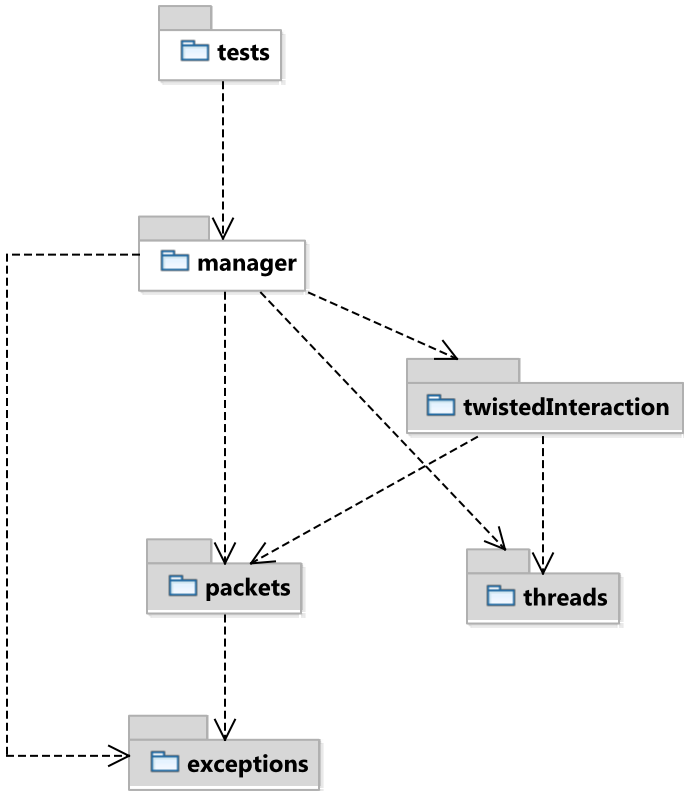 tests
manager
twistedInteraction
packets
threads
exceptions